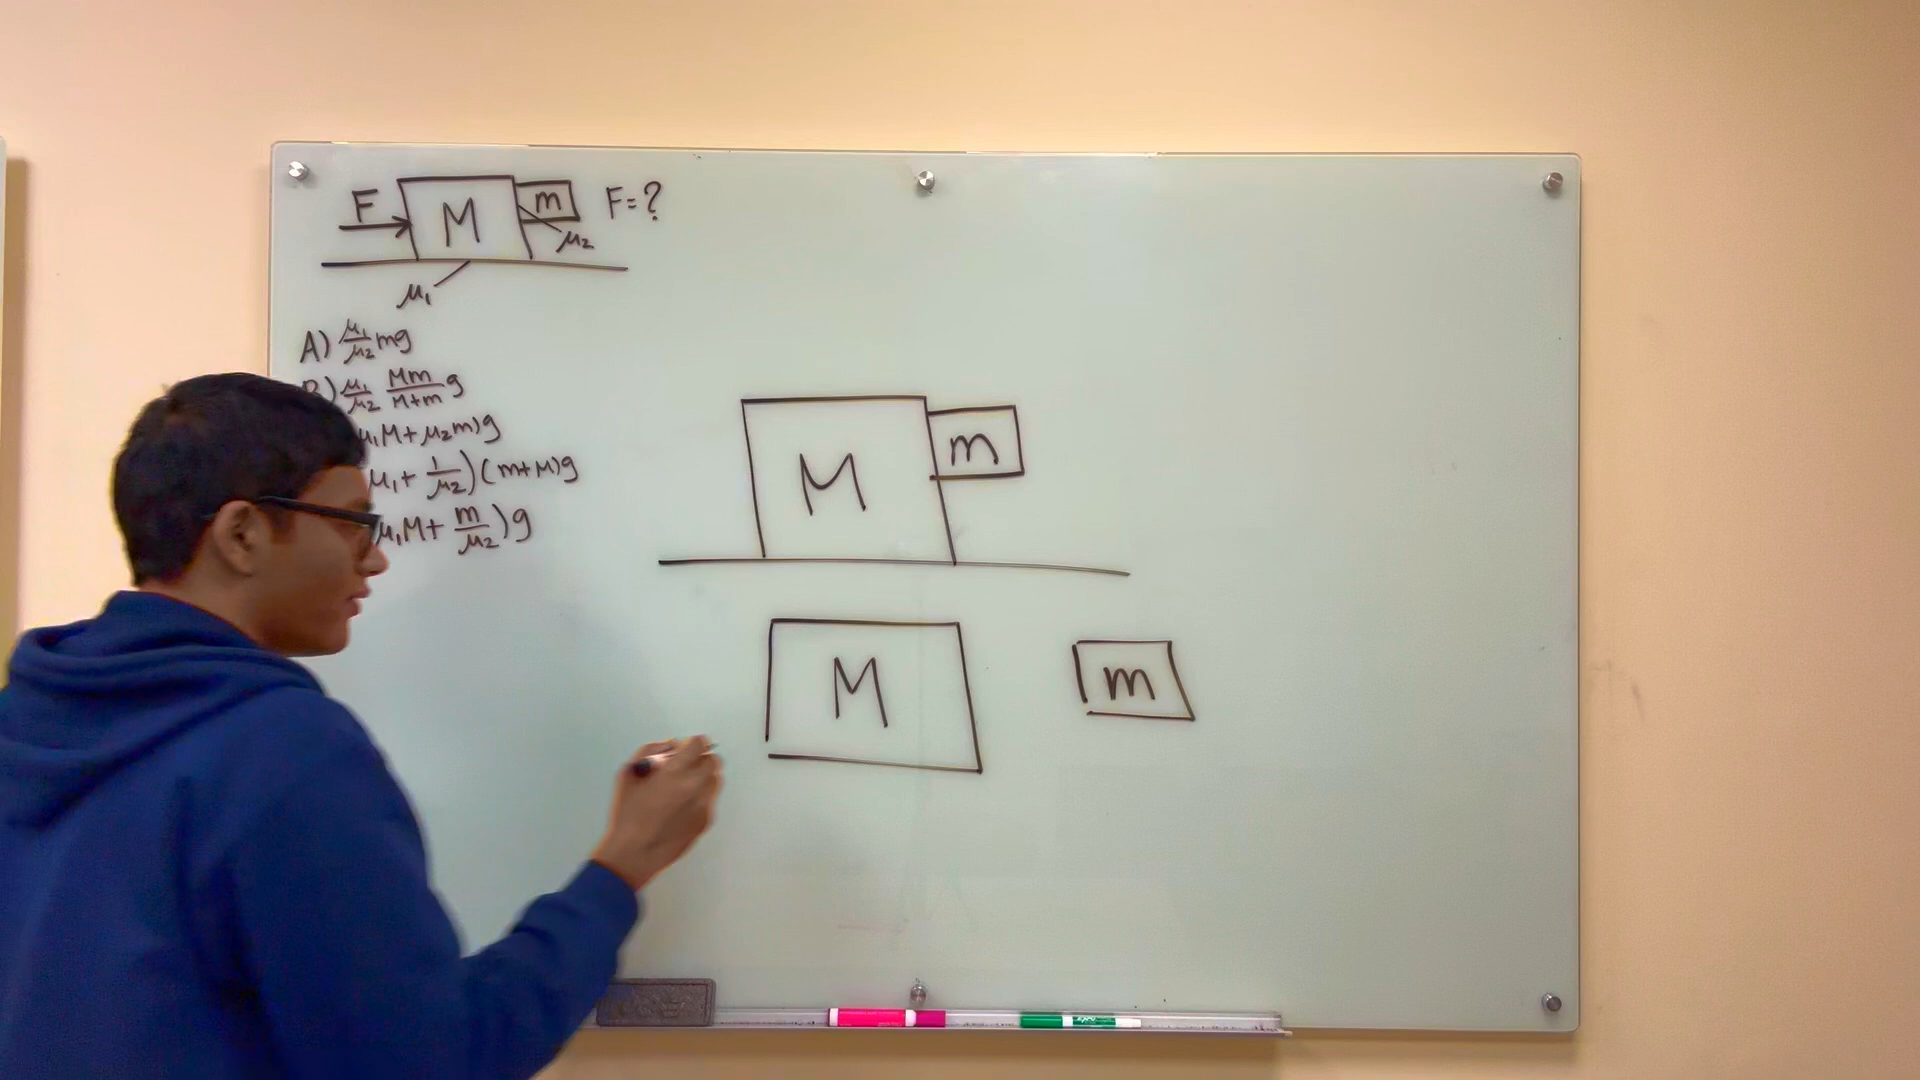 F
M
m
F=?
μ₂
μ₁
A) μ₁/μ₂ mg
) μ₁/μ₂ Mm/M+m g
μ₁M+μ₂m)g
μ₁+ 1/μ₂)(m+M)g
μ₁M+ m/μ₂)g
M
m
M
m